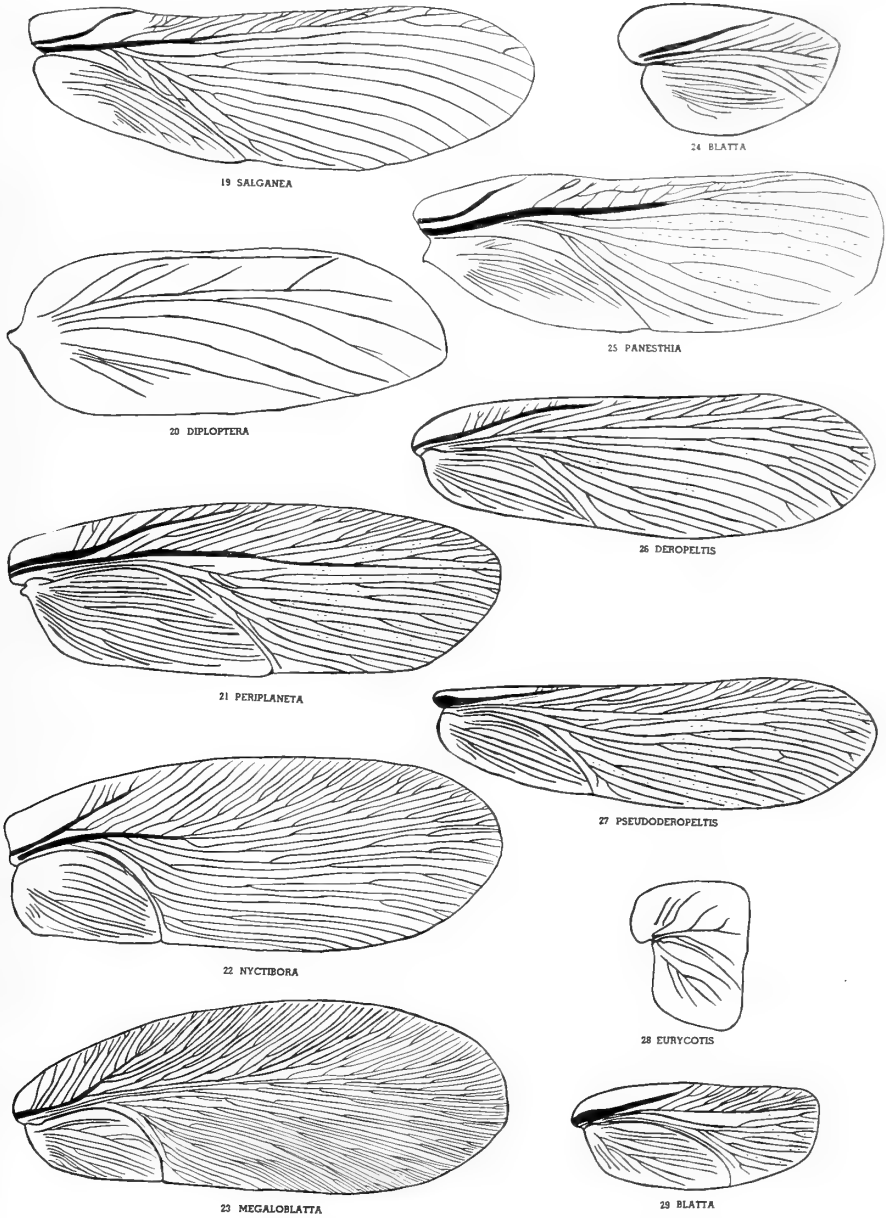 19 SALGANEA
20 DIPLOPTERA
21 PERIPLANETA
22 NYCTIBORA
23 MEGALOBLATTA
24 BLATTA
25 PANESTHIA
26 DEROPELTIS
27 PSEUDODEROPELTIS
28 EURYCOTIS
29 BLATTA